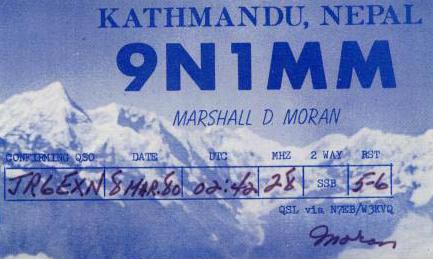 KATHMANDU, NEPAL
9N1MM
MARSHALL D MORAN
CONFIRMING QSO DATE UTC MHZ 2 WAY RST
JR6EXN 8 MAR.80 02:42 28 SSB 5-6
QSL via N7EB/W3KVQ
Moran